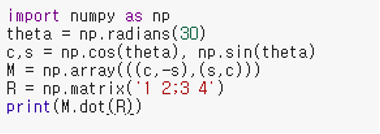 import numpy as np
theta = np.radians(30)
c,s = np.cos(theta), np.sin(theta)
M = np.array(((c,-s),(s,c)))
R = np.matrix('1 2;3 4')
print(M.dot(R))